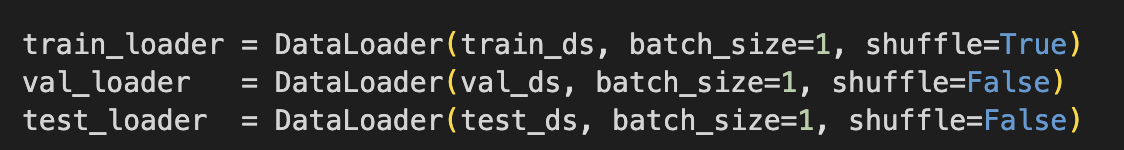 train_loader = DataLoader(train_ds, batch_size=1, shuffle=True)
val_loader   = DataLoader(val_ds, batch_size=1, shuffle=False)
test_loader  = DataLoader(test_ds, batch_size=1, shuffle=False)